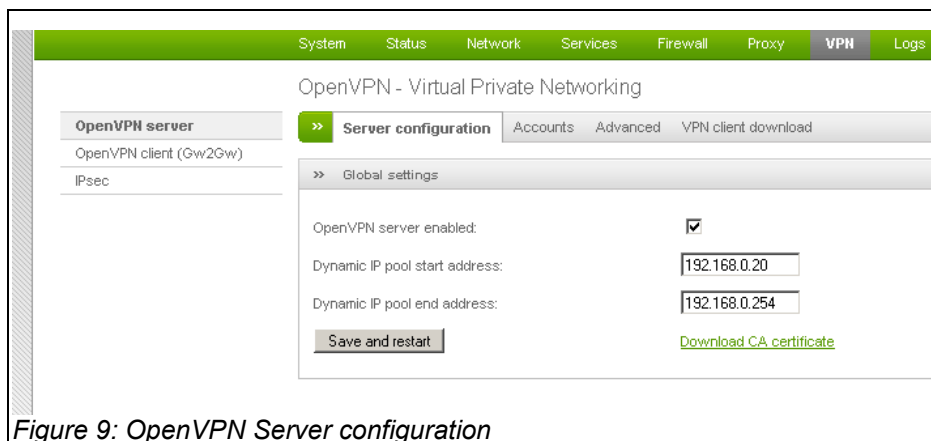 System Status Network Services Firewall Proxy VPN Logs
OpenVPN - Virtual Private Networking
OpenVPN server
OpenVPN client (Gw2Gw)
IPsec
>> Server configuration Accounts Advanced VPN client download
>> Global settings
OpenVPN server enabled:
Dynamic IP pool start address: 192.168.0.20
Dynamic IP pool end address: 192.168.0.254
Save and restart Download CA certificate
Figure 9: OpenVPN Server configuration